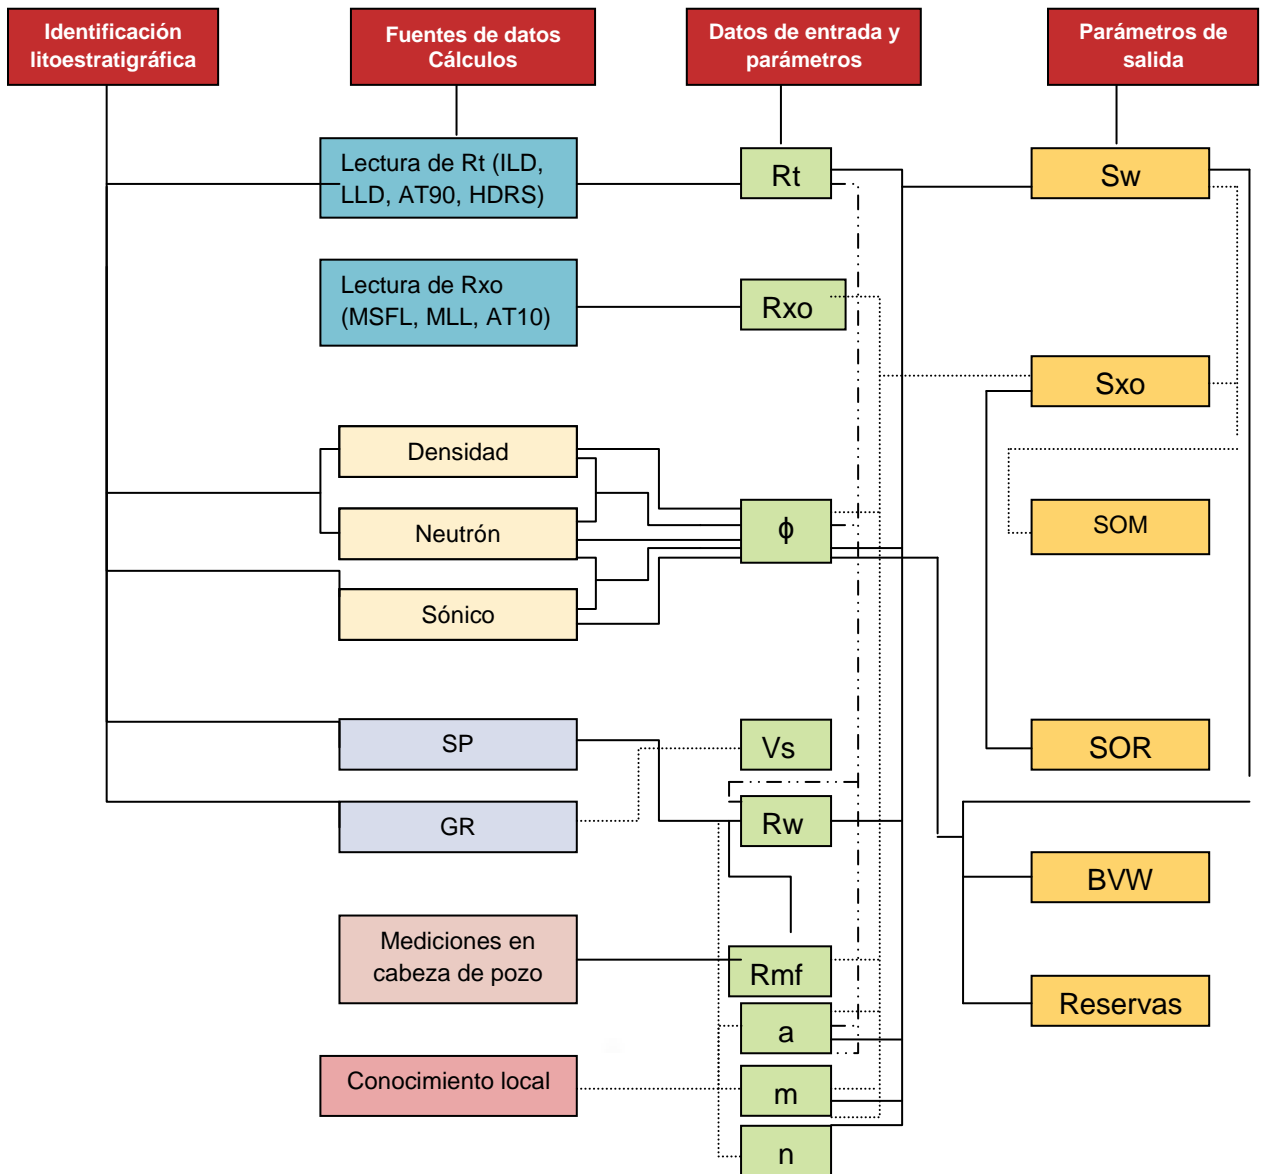 Identificación
litoestratigráfica
Fuentes de datos
Cálculos
Datos de entrada y
parámetros
Parámetros de
salida
Lectura de Rt (ILD,
LLD, AT90, HDRS)
Rt
Sw
Lectura de Rxo
(MSFL, MLL, AT10)
Rxo
Sxo
Densidad
Neutrón
Sónico
ϕ
SOM
SP
Vs
SOR
GR
Rw
BVW
Mediciones en
cabeza de pozo
Rmf
Reservas
a
Conocimiento local
m
n